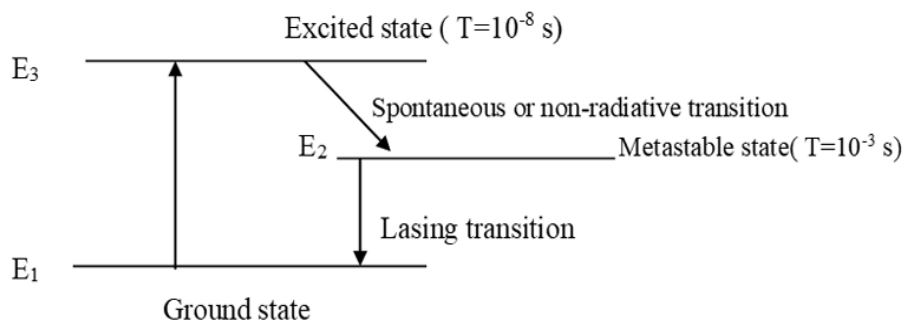 Excited state ( T=10⁻⁸ s)
E₃
Spontaneous or non-radiative transition
E₂
Metastable state( T=10⁻³ s)
Lasing transition
E₁
Ground state